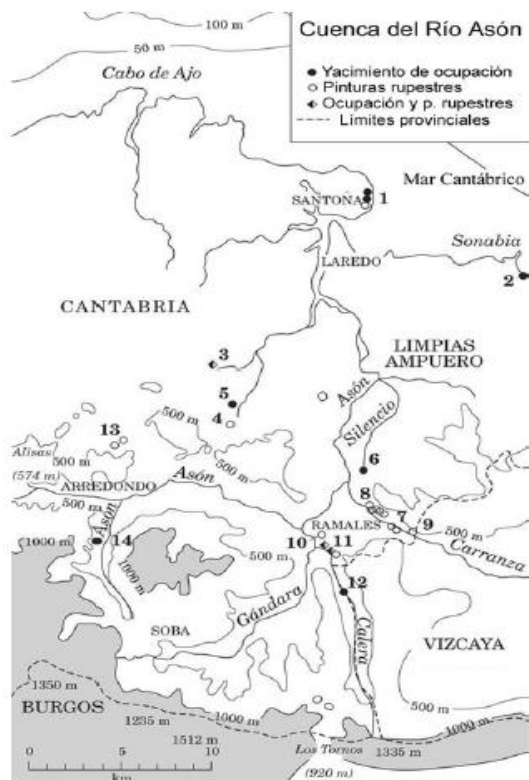 100 m
Cuenca del Río Asón
50 m
Cabo de Ajo
Yacimiento de ocupación
Pinturas rupestres
Ocupación y p. rupestres
Límites provinciales
Mar Cantábrico
SANTOÑA
1
Sonabia
LAREDO
2
CANTABRIA
LIMPIAS
AMPUERO
3
5
4
Asón
Silencio
13
500 m
500 m
6
Alisas
(574 m)
500 m
Asón
ARREDONDO
500 m
8
7
9
500 m
RAMALES
Carranza
1000 m
14
Asón
10
11
500 m
1000 m
12
Gándara
Calera
SOBA
VIZCAYA
1350 m
BURGOS
1235 m
1000 m
500 m
1000 m
1512 m
Los Tornos
(920 m)
1335 m
0
5
10
km